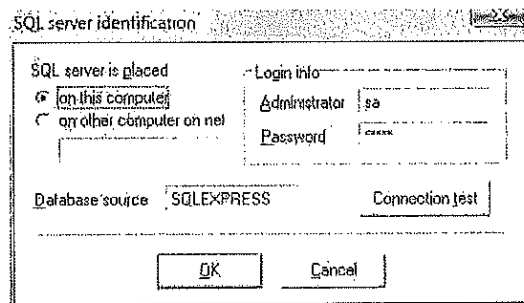 SQL server identification
SQL server is placed
on this computer
on other computer on net
Login info
Administrator sa
Password *****
Database source SQLEXPRESS
Connection test
OK Cancel